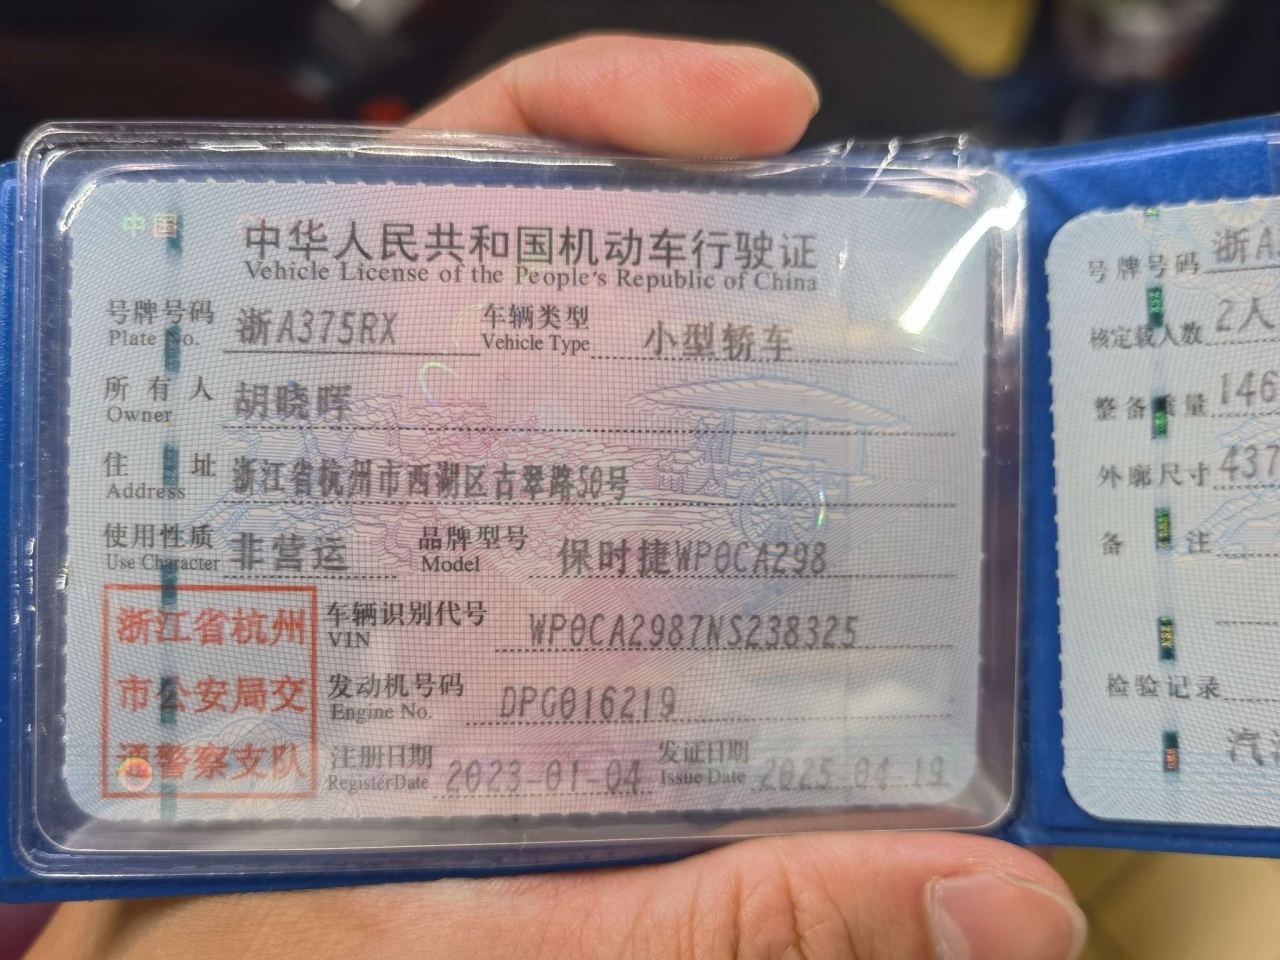 中国
中华人民共和国机动车行驶证
Vehicle License of the People's Republic of China
号牌号码 浙A375RX 车辆类型 小型轿车
Plate No. Vehicle Type
所有人 胡晓晖
Owner
住址 浙江省杭州市西湖区古翠路50号
Address
使用性质 非营运 品牌型号 保时捷WP0CA298
Use Character Model
浙江省杭州
市公安局交
通警察支队
车辆识别代号 WP0CA2987NS238325
VIN
发动机号码 DPG016219
Engine No.
注册日期 2023-01-04 发证日期 2025-04-19
Register Date Issue Date
号牌号码 浙A
核定载人数 2人
整备质量 146
外廓尺寸 437
备注
检验记录
汽